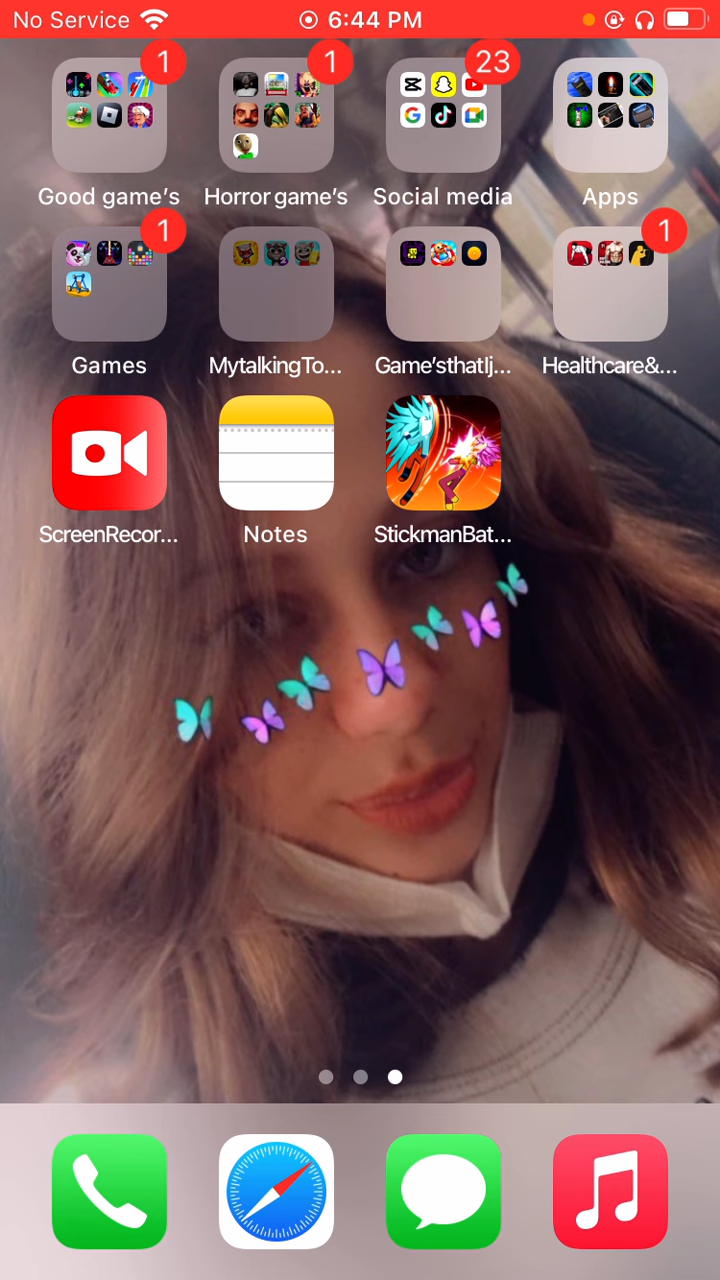 No Service 6:44 PM
1 1 23
Good game's Horror game's Social media Apps
1 1
Games MytalkingTo... Game'sthatIj... Healthcare&...
ScreenRecor... Notes StickmanBat...